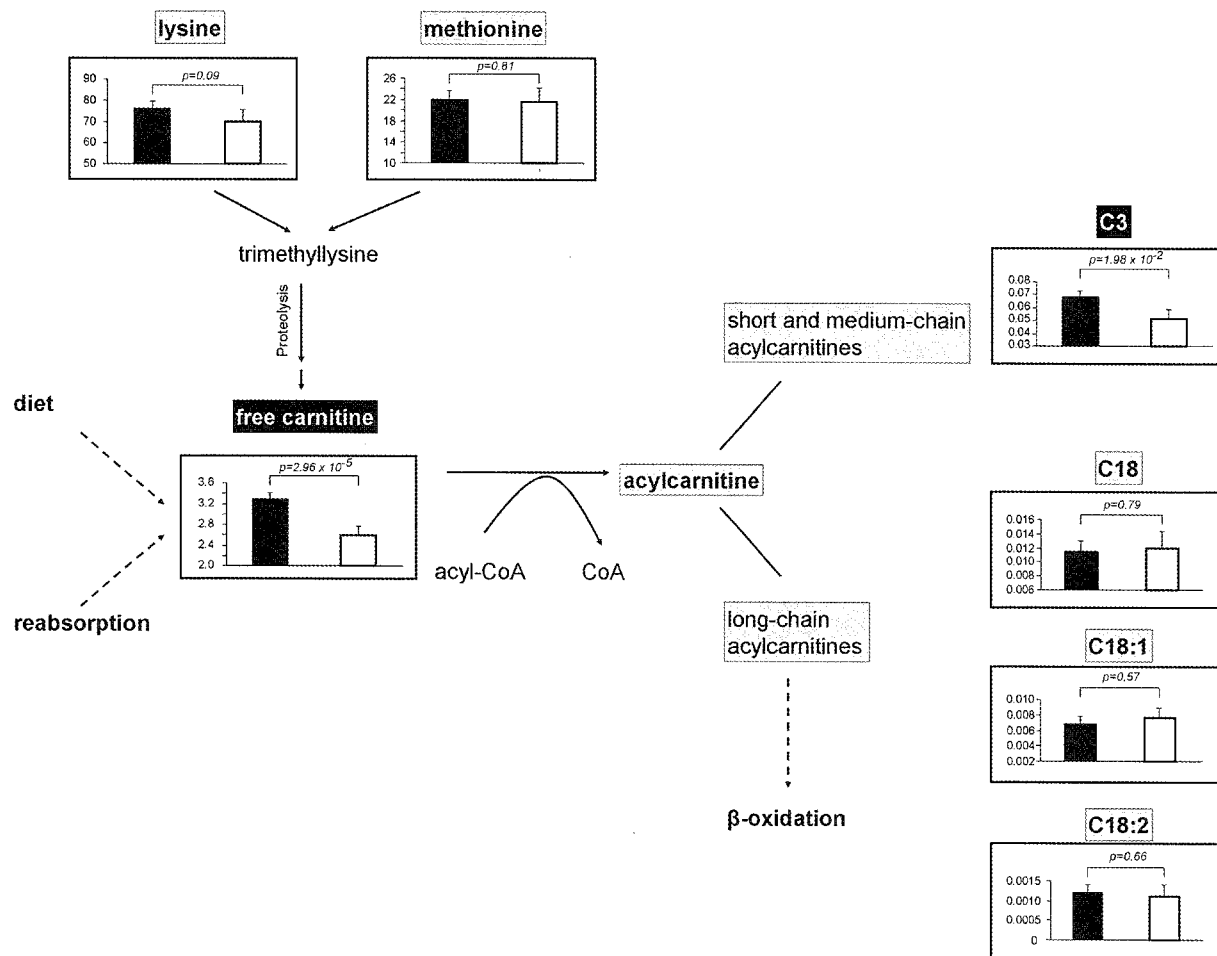 lysine
methionine
p=0.09
90
80
70
60
50
p=0.61
26
22
18
14
10
trimethyllysine
Proteolysis
C3
p=1.98 x 10-2
0.08
0.07
0.06
0.05
0.04
0.03
short and medium-chain
acylcarnitines
diet
free carnitine
p=2.96 x 10-5
3.6
3.2
2.8
2.4
2.0
reabsorption
acyl-CoA
CoA
acylcarnitine
C18
p=0.79
0.016
0.014
0.012
0.010
0.008
0.006
long-chain
acylcarnitines
C18:1
p=0.57
0.010
0.008
0.006
0.004
0.002
β-oxidation
C18:2
p=0.66
0.0015
0.0010
0.0005
0